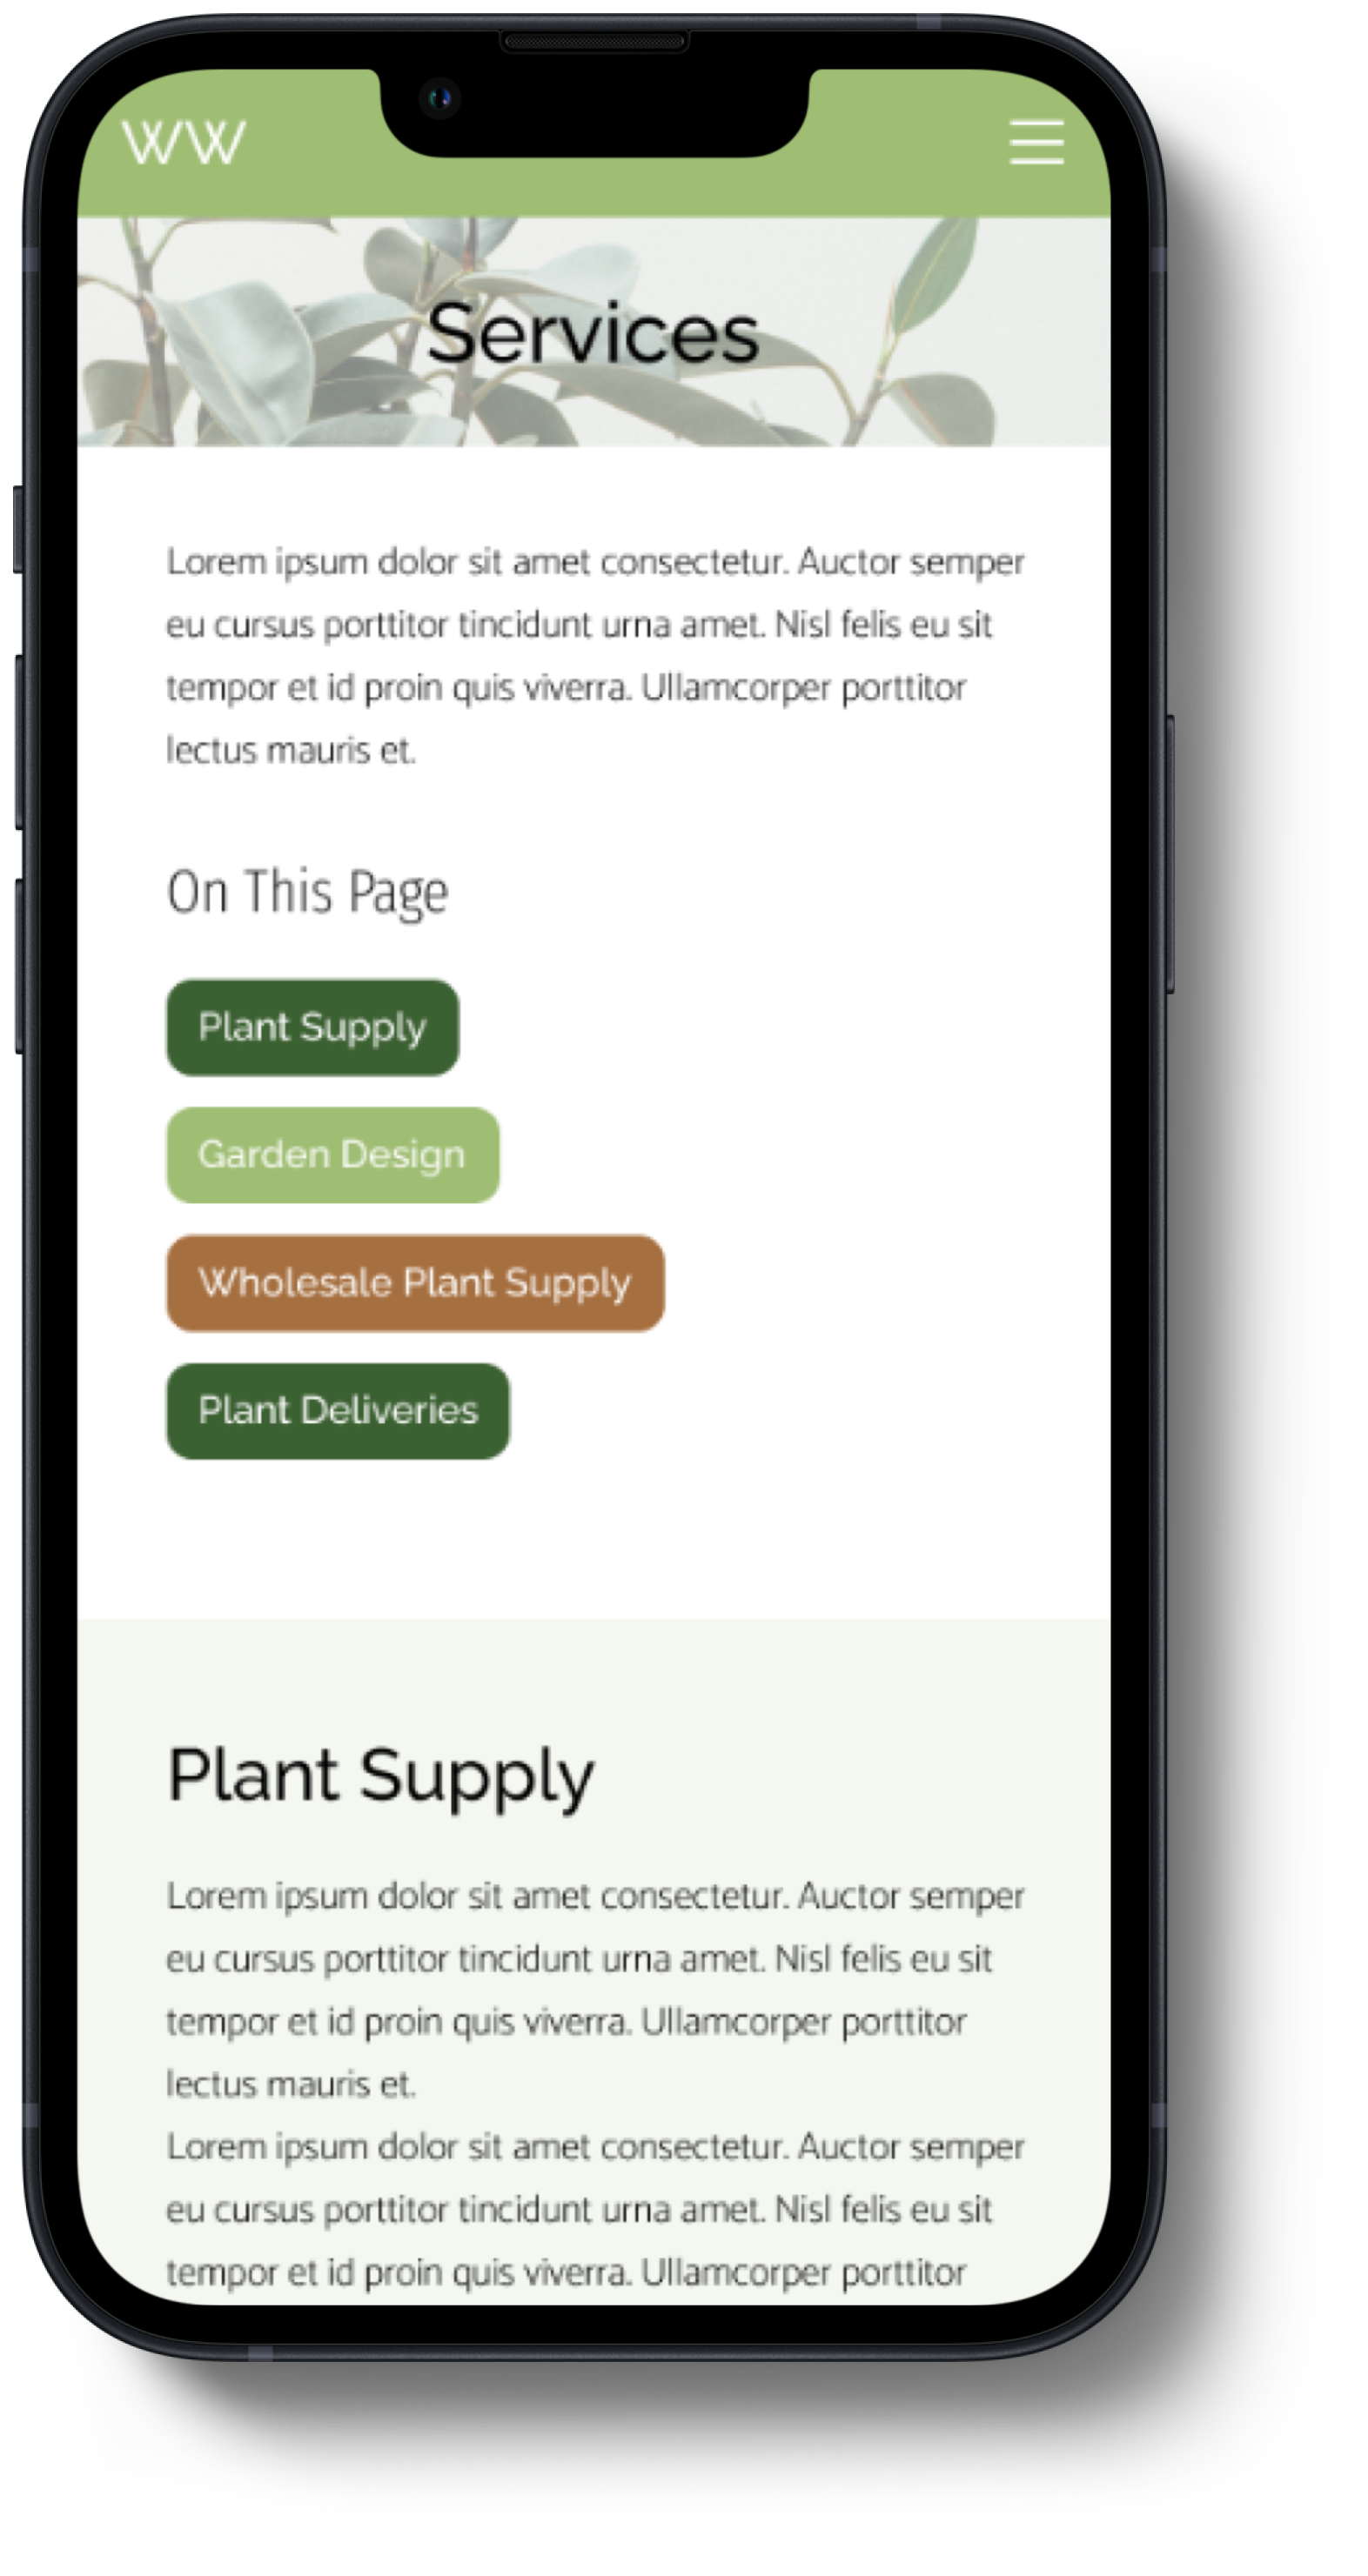 WW
Services
Lorem ipsum dolor sit amet consectetur. Auctor semper
eu cursus porttitor tincidunt urna amet. Nisl felis eu sit
tempor et id proin quis viverra. Ullamcorper porttitor
lectus mauris et.
On This Page
Plant Supply
Garden Design
Wholesale Plant Supply
Plant Deliveries
Plant Supply
Lorem ipsum dolor sit amet consectetur. Auctor semper
eu cursus porttitor tincidunt urna amet. Nisl felis eu sit
tempor et id proin quis viverra. Ullamcorper porttitor
lectus mauris et.
Lorem ipsum dolor sit amet consectetur. Auctor semper
eu cursus porttitor tincidunt urna amet. Nisl felis eu sit
tempor et id proin quis viverra. Ullamcorper porttitor